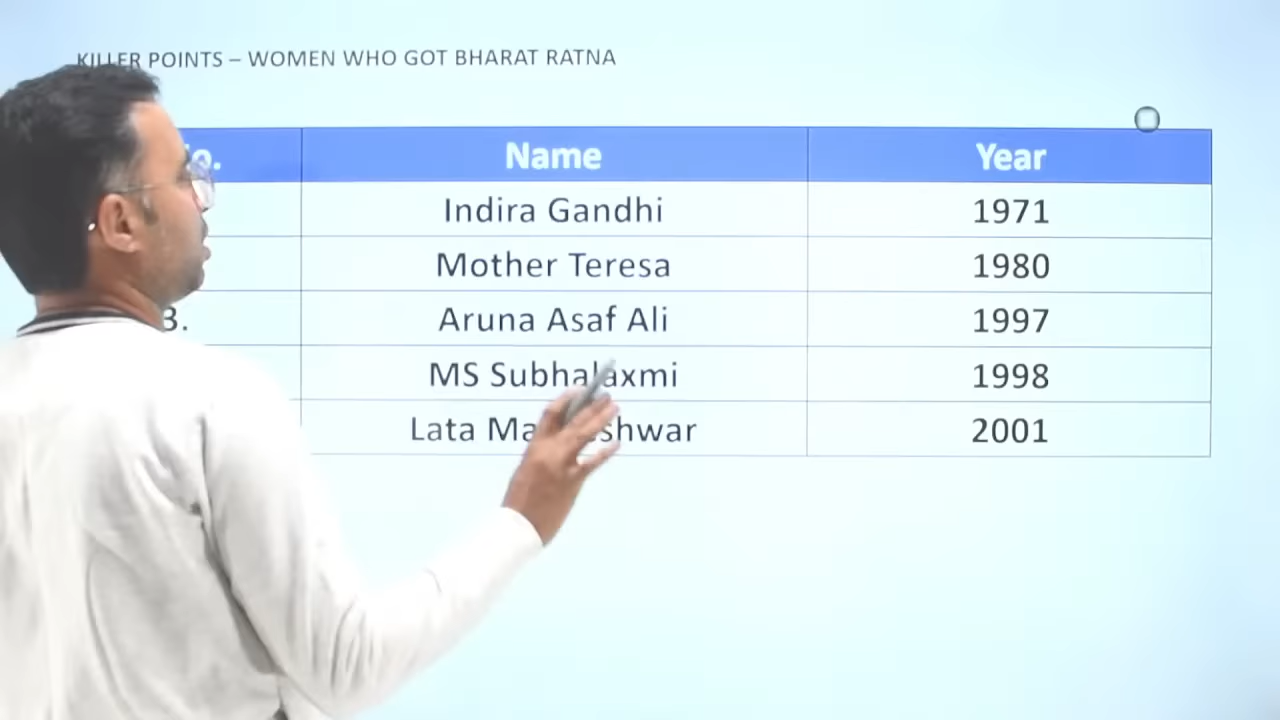 KILLER POINTS – WOMEN WHO GOT BHARAT RATNA
Name Year
Indira Gandhi 1971
Mother Teresa 1980
3. Aruna Asaf Ali 1997
MS Subhalaxmi 1998
Lata 2001